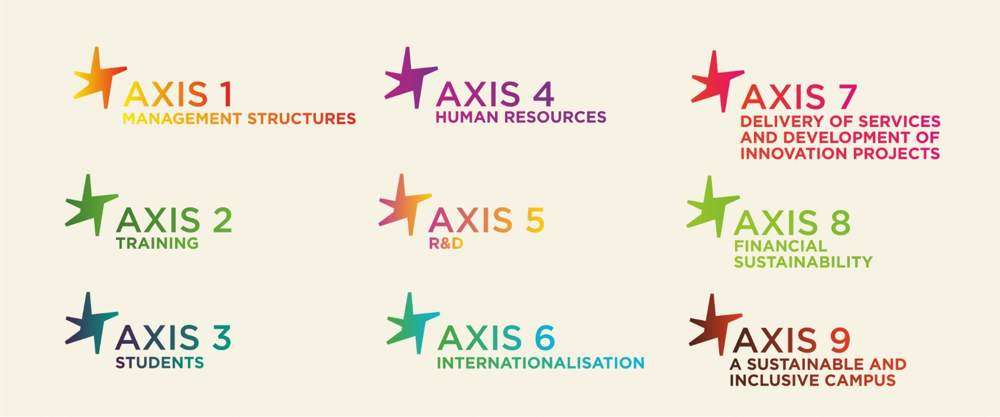 AXIS 1
MANAGEMENT STRUCTURES
AXIS 2
TRAINING
AXIS 3
STUDENTS
AXIS 4
HUMAN RESOURCES
AXIS 5
R&D
AXIS 6
INTERNATIONALISATION
AXIS 7
DELIVERY OF SERVICES
AND DEVELOPMENT OF
INNOVATION PROJECTS
AXIS 8
FINANCIAL
SUSTAINABILITY
AXIS 9
A SUSTAINABLE AND
INCLUSIVE CAMPUS